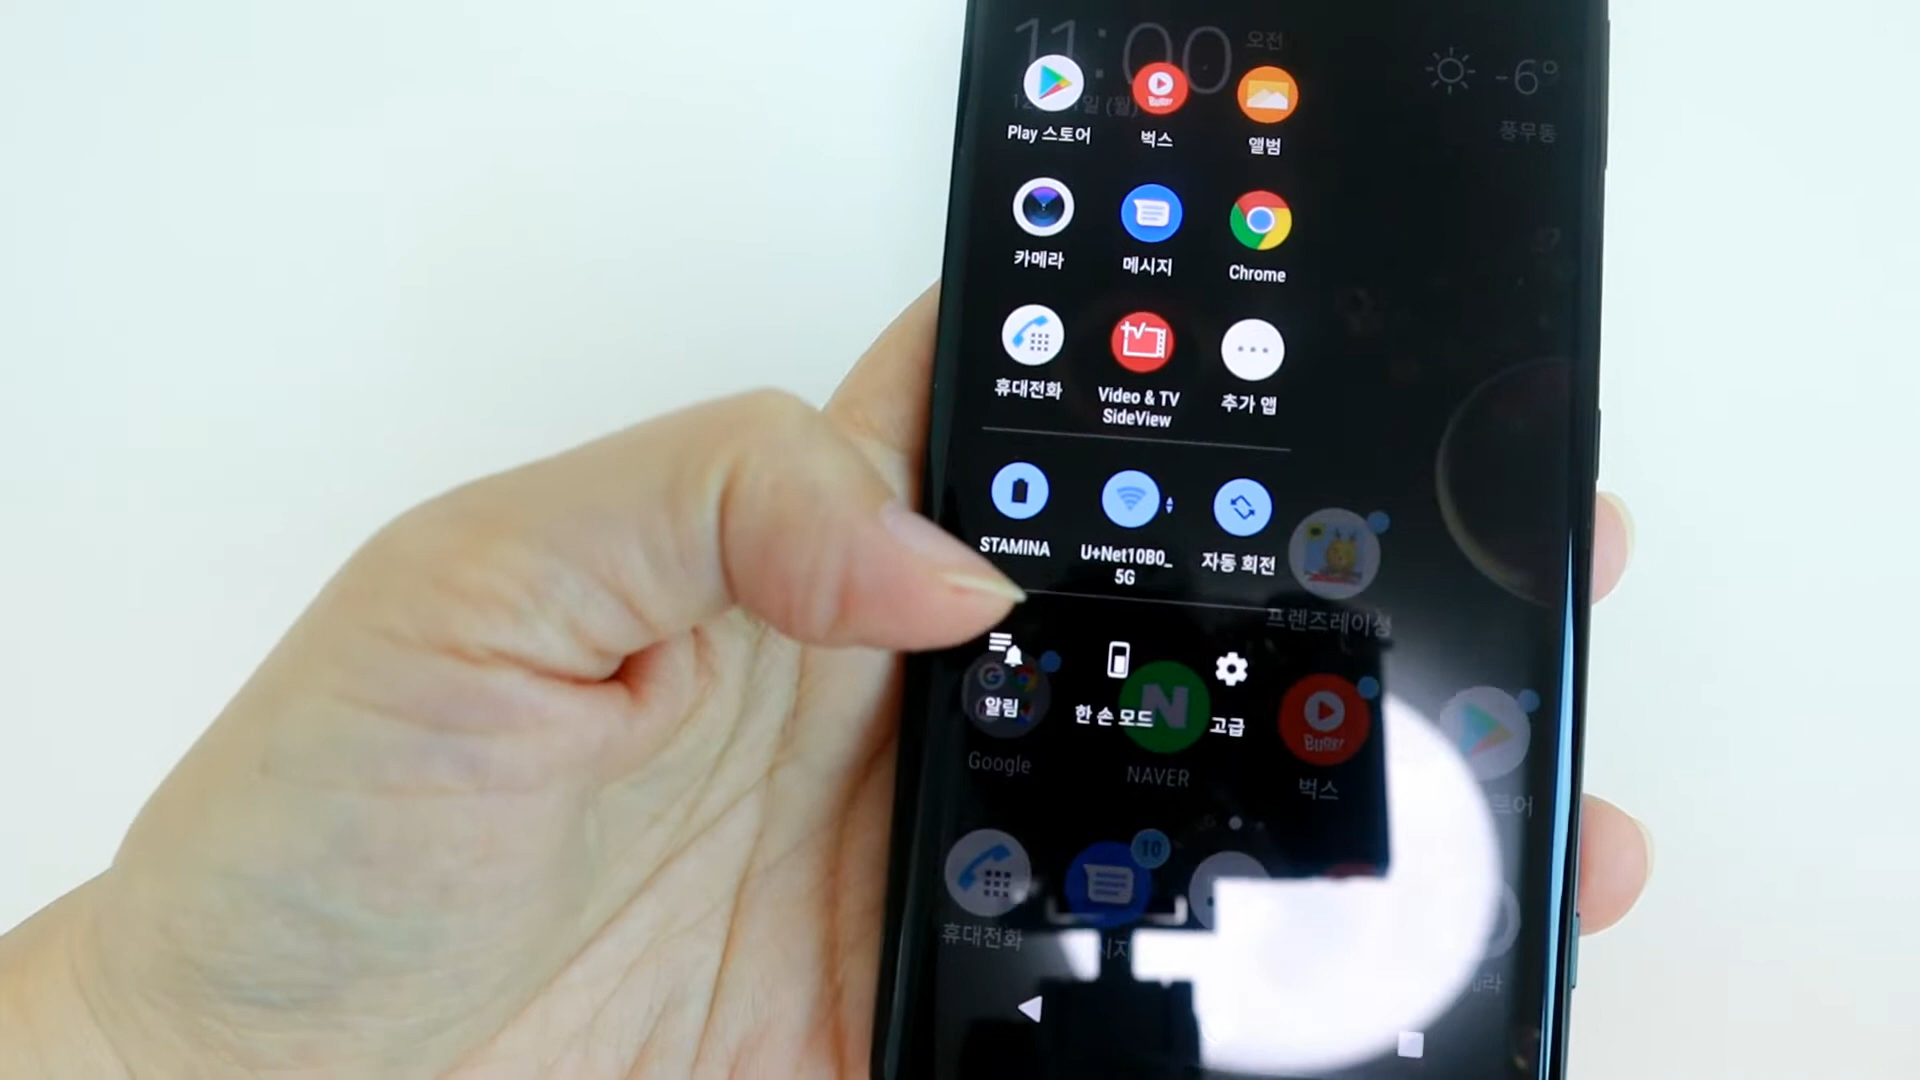 11:00 오전
-6°
풍무동
Play 스토어
벅스
앨범
카메라
메시지
Chrome
휴대전화
Video & TV
SideView
추가 앱
STAMINA
U+Net10B0_
5G
자동 회전
프렌즈레이싱
알림
한 손 모드
고급
Google
NAVER
벅스
10
휴대전화